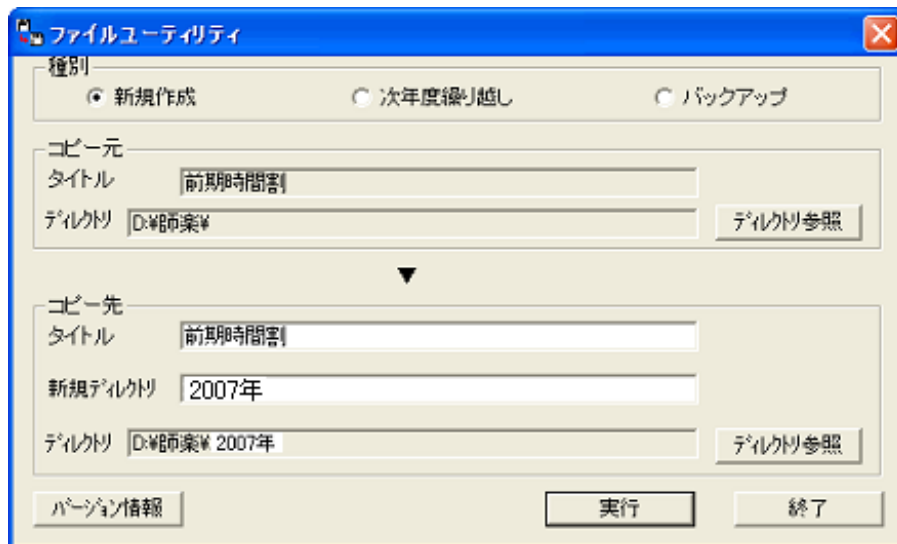 ファイルユーティリティ
種別
新規作成 次年度繰り越し バックアップ
コピー元
タイトル 前期時間割
ディレクトリ D:¥師楽¥ ディレクトリ参照
▼
コピー先
タイトル 前期時間割
新規ディレクトリ 2007年
ディレクトリ D:¥師楽¥ 2007年 ディレクトリ参照
バージョン情報 実行 終了